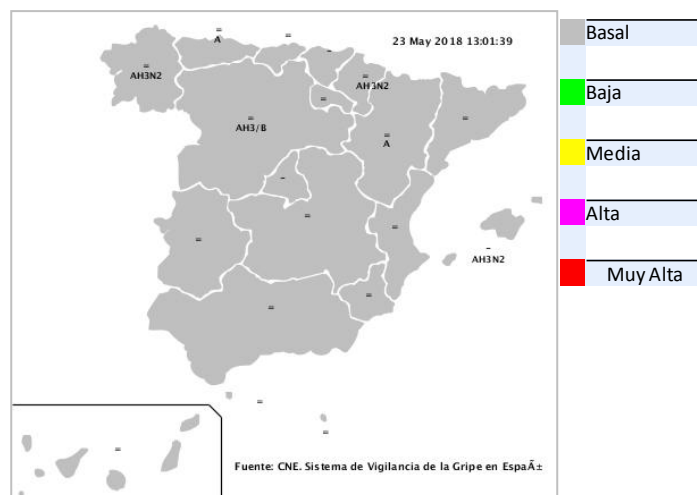 =
A
=
23 May 2018 13:01:39
=
AH3N2
–
=
AH3N2
=
=
AH3/B
=
A
=
–
=
=
=
–
AH3N2
=
=
=
=
=
Fuente: CNE. Sistema de Vigilancia de la Gripe en EspaÃ±
Basal
Baja
Media
Alta
Muy Alta